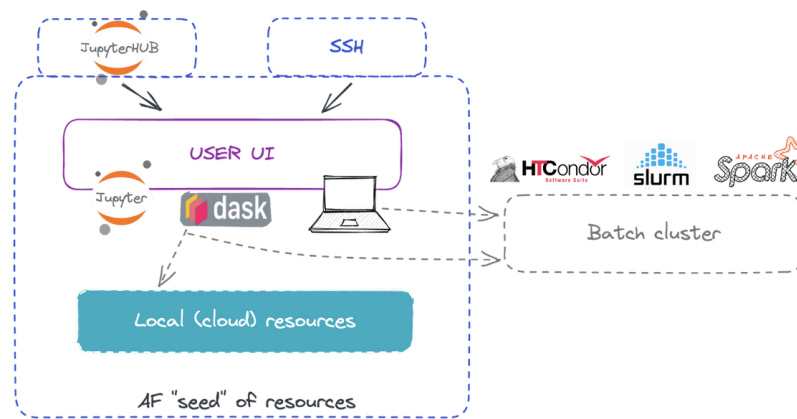 JupyterHUB
SSH
USER UI
Jupyter
dask
HTCondor
Software Suite
slurm
APACHE
Spark
Batch cluster
Local (cloud) resources
AF "seed" of resources